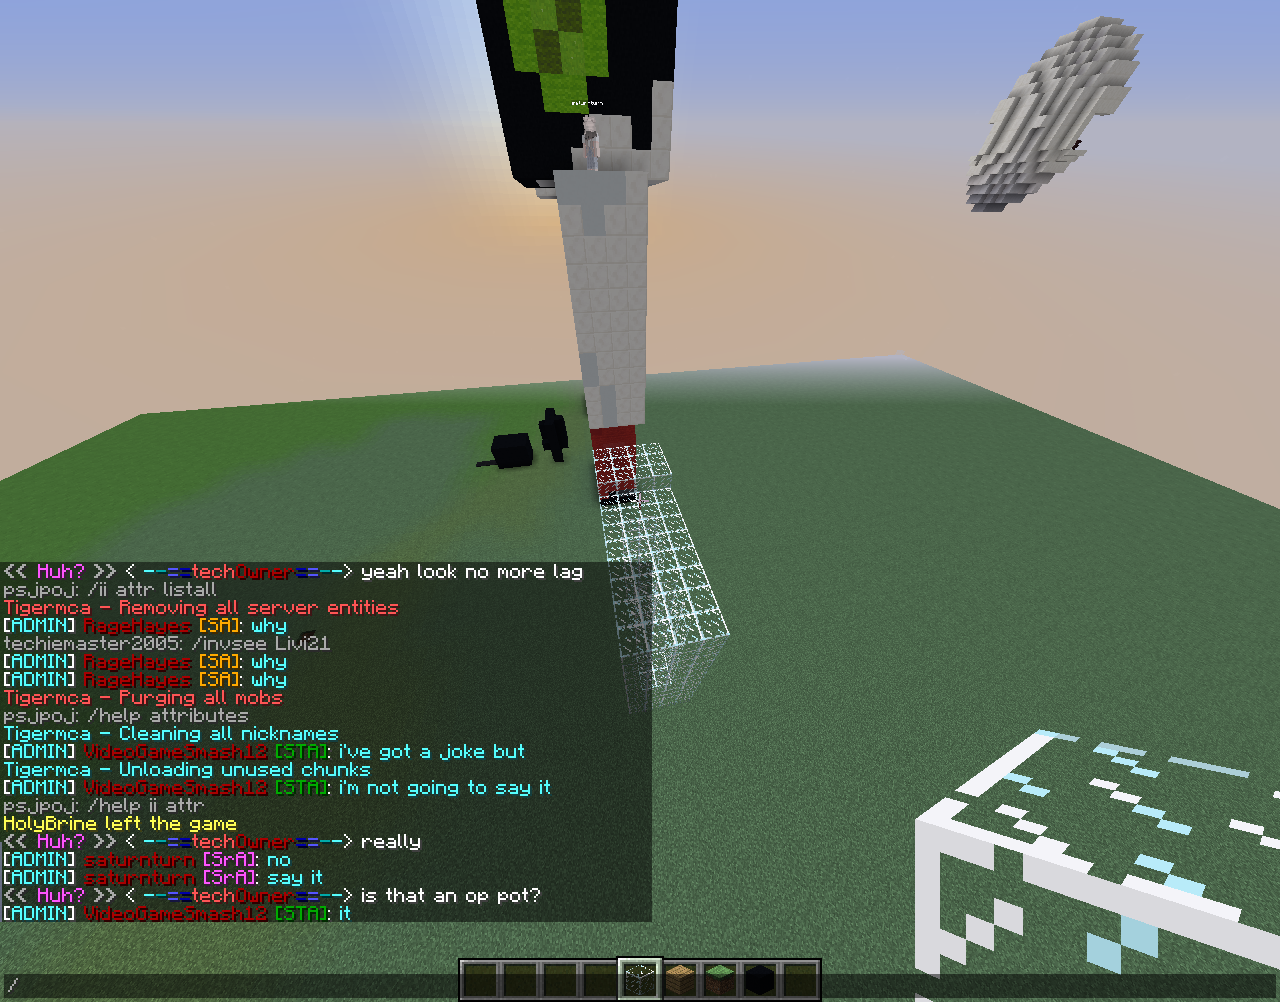 saturnturn
<< Huh? >> < --==techOwner==--> yeah look no more lag
psjpoj: /ii attr listall
Tigermca - Removing all server entities
[ADMIN] RageHayes [SA]: why
techiemaster2005: /invsee Livi21
[ADMIN] RageHayes [SA]: why
[ADMIN] RageHayes [SA]: why
Tigermca - Purging all mobs
psjpoj: /help attributes
Tigermca - Cleaning all nicknames
[ADMIN] VideoGameSmash12 [STA]: i've got a joke but
Tigermca - Unloading unused chunks
[ADMIN] VideoGameSmash12 [STA]: i'm not going to say it
psjpoj: /help ii attr
HolyBrine left the game
<< Huh? >> < --==techOwner==--> really
[ADMIN] saturnturn [SrA]: no
[ADMIN] saturnturn [SrA]: say it
<< Huh? >> < --==techOwner==--> is that an op pot?
[ADMIN] VideoGameSmash12 [STA]: it
/